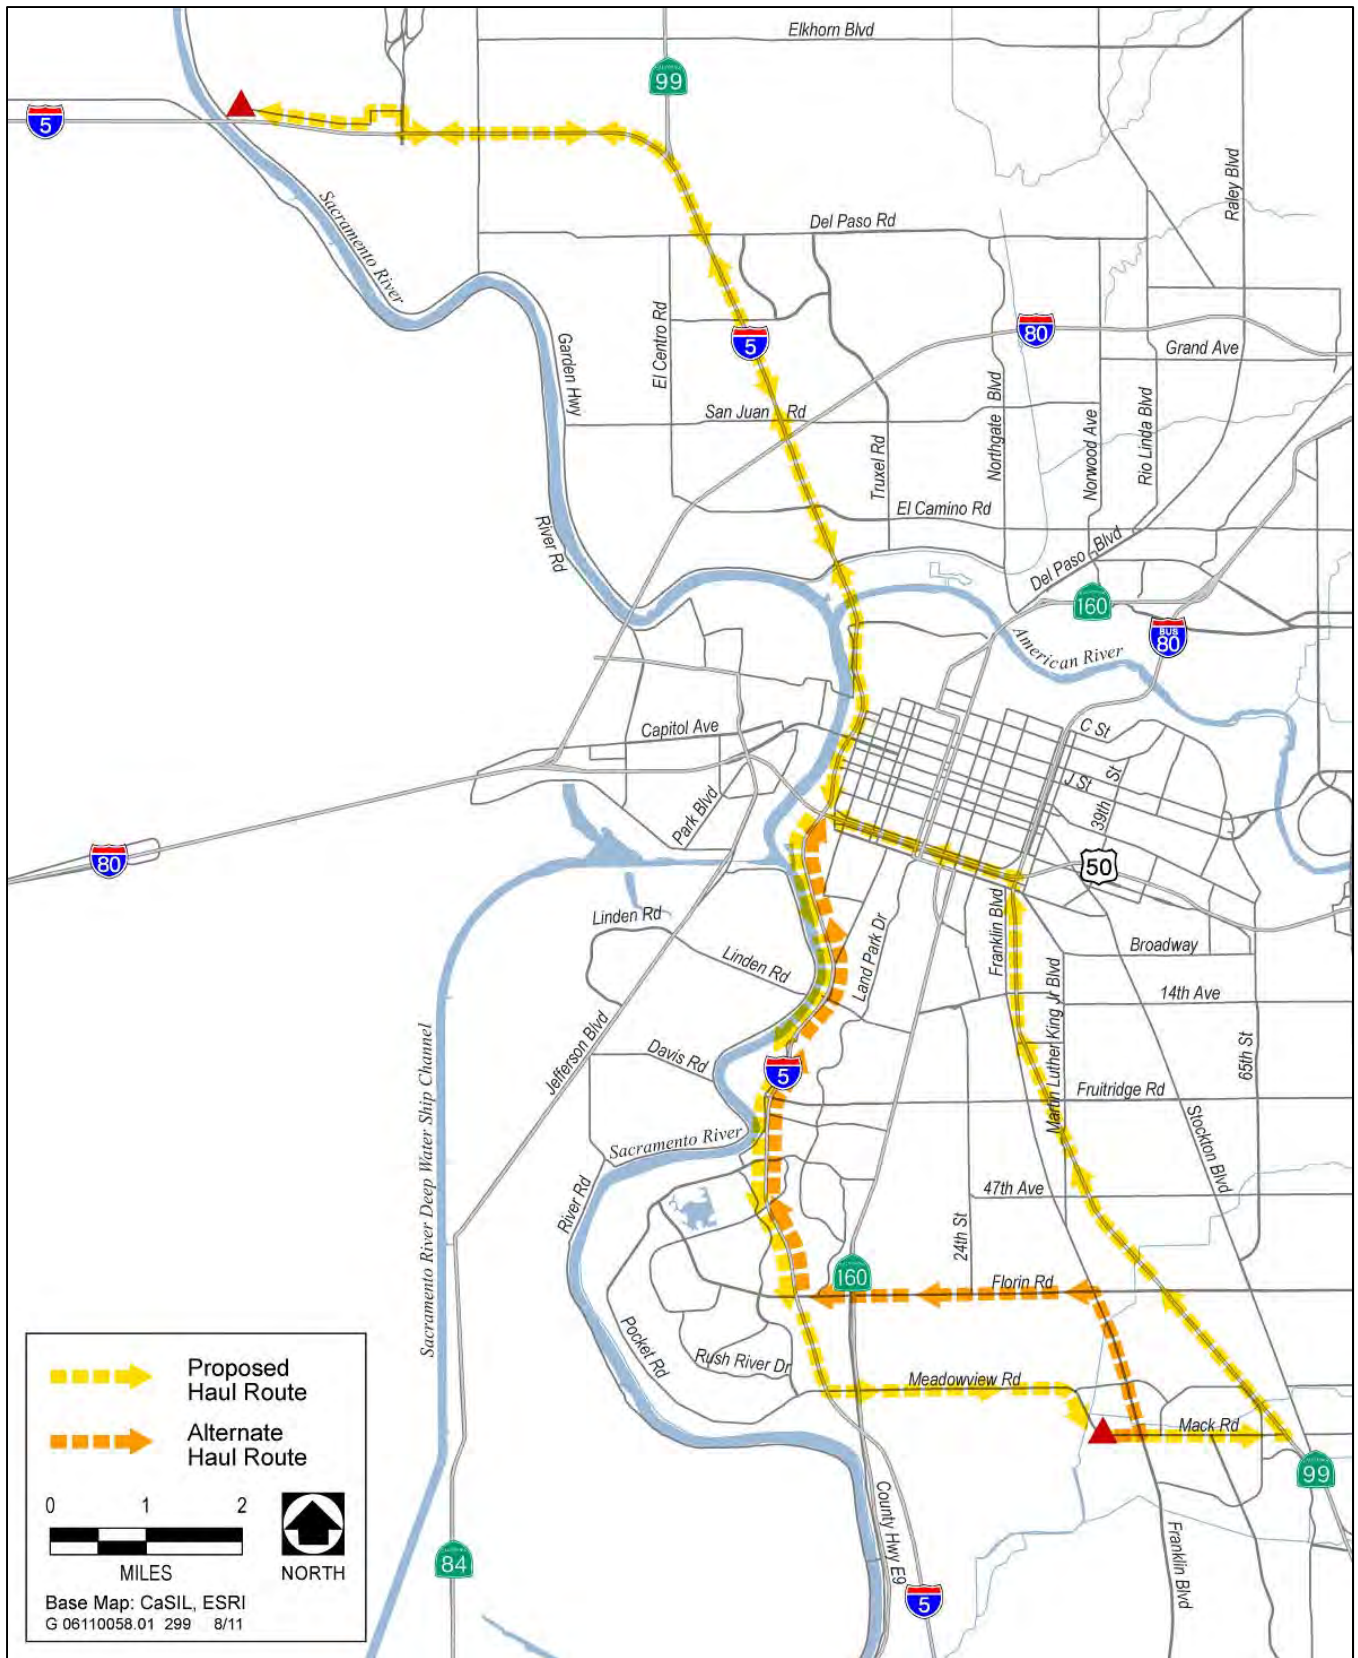 Elkhorn Blvd
CALIFORNIA
99
5
Sacramento River
Raley Blvd
Del Paso Rd
El Centro Rd
5
80
Grand Ave
Garden Hwy
San Juan Rd
Truxel Rd
Northgate Blvd
Norwood Ave
Rio Linda Blvd
El Camino Rd
River Rd
Del Paso Blvd
160
BUS
80
American River
Capitol Ave
C St
J St
39th St
Park Blvd
80
50
Linden Rd
Linden Rd
Land Park Dr
Franklin Blvd
Broadway
14th Ave
Martin Luther King Jr Blvd
65th St
Jefferson Blvd
Davis Rd
5
Fruitridge Rd
Stockton Blvd
Sacramento River Deep Water Ship Channel
Sacramento River
River Rd
47th Ave
24th St
160
Florin Rd
Pocket Rd
Rush River Dr
Meadowview Rd
Mack Rd
99
County Hwy E9
Franklin Blvd
84
5
Proposed
Haul Route
Alternate
Haul Route
0 1 2
MILES
NORTH
Base Map: CaSIL, ESRI
G 06110058.01 299 8/11